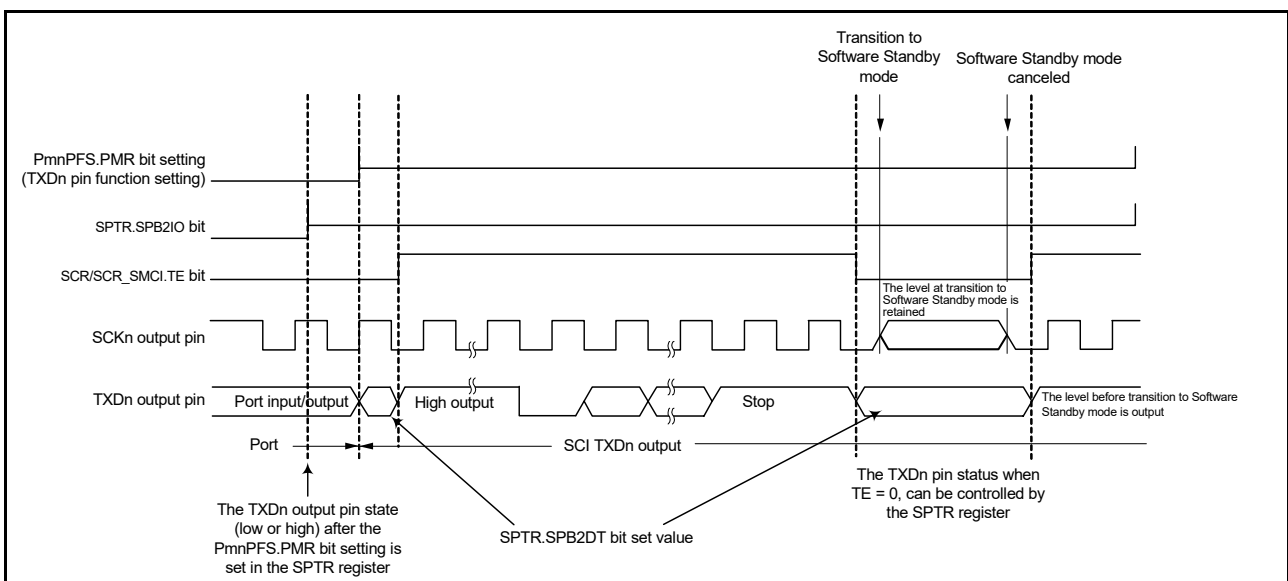 Transition to
Software Standby
mode
Software Standby mode
canceled
PmnPFS.PMR bit setting
(TXDn pin function setting)
SPTR.SPB2IO bit
SCR/SCR_SMCI.TE bit
The level at transition to
Software Standby mode is
retained
SCKn output pin
TXDn output pin
Port input/output
High output
Stop
The level before transition to Software
Standby mode is output
Port
SCI TXDn output
The TXDn output pin state
(low or high) after the
PmnPFS.PMR bit setting is
set in the SPTR register
SPTR.SPB2DT bit set value
The TXDn pin status when
TE = 0, can be controlled by
the SPTR register